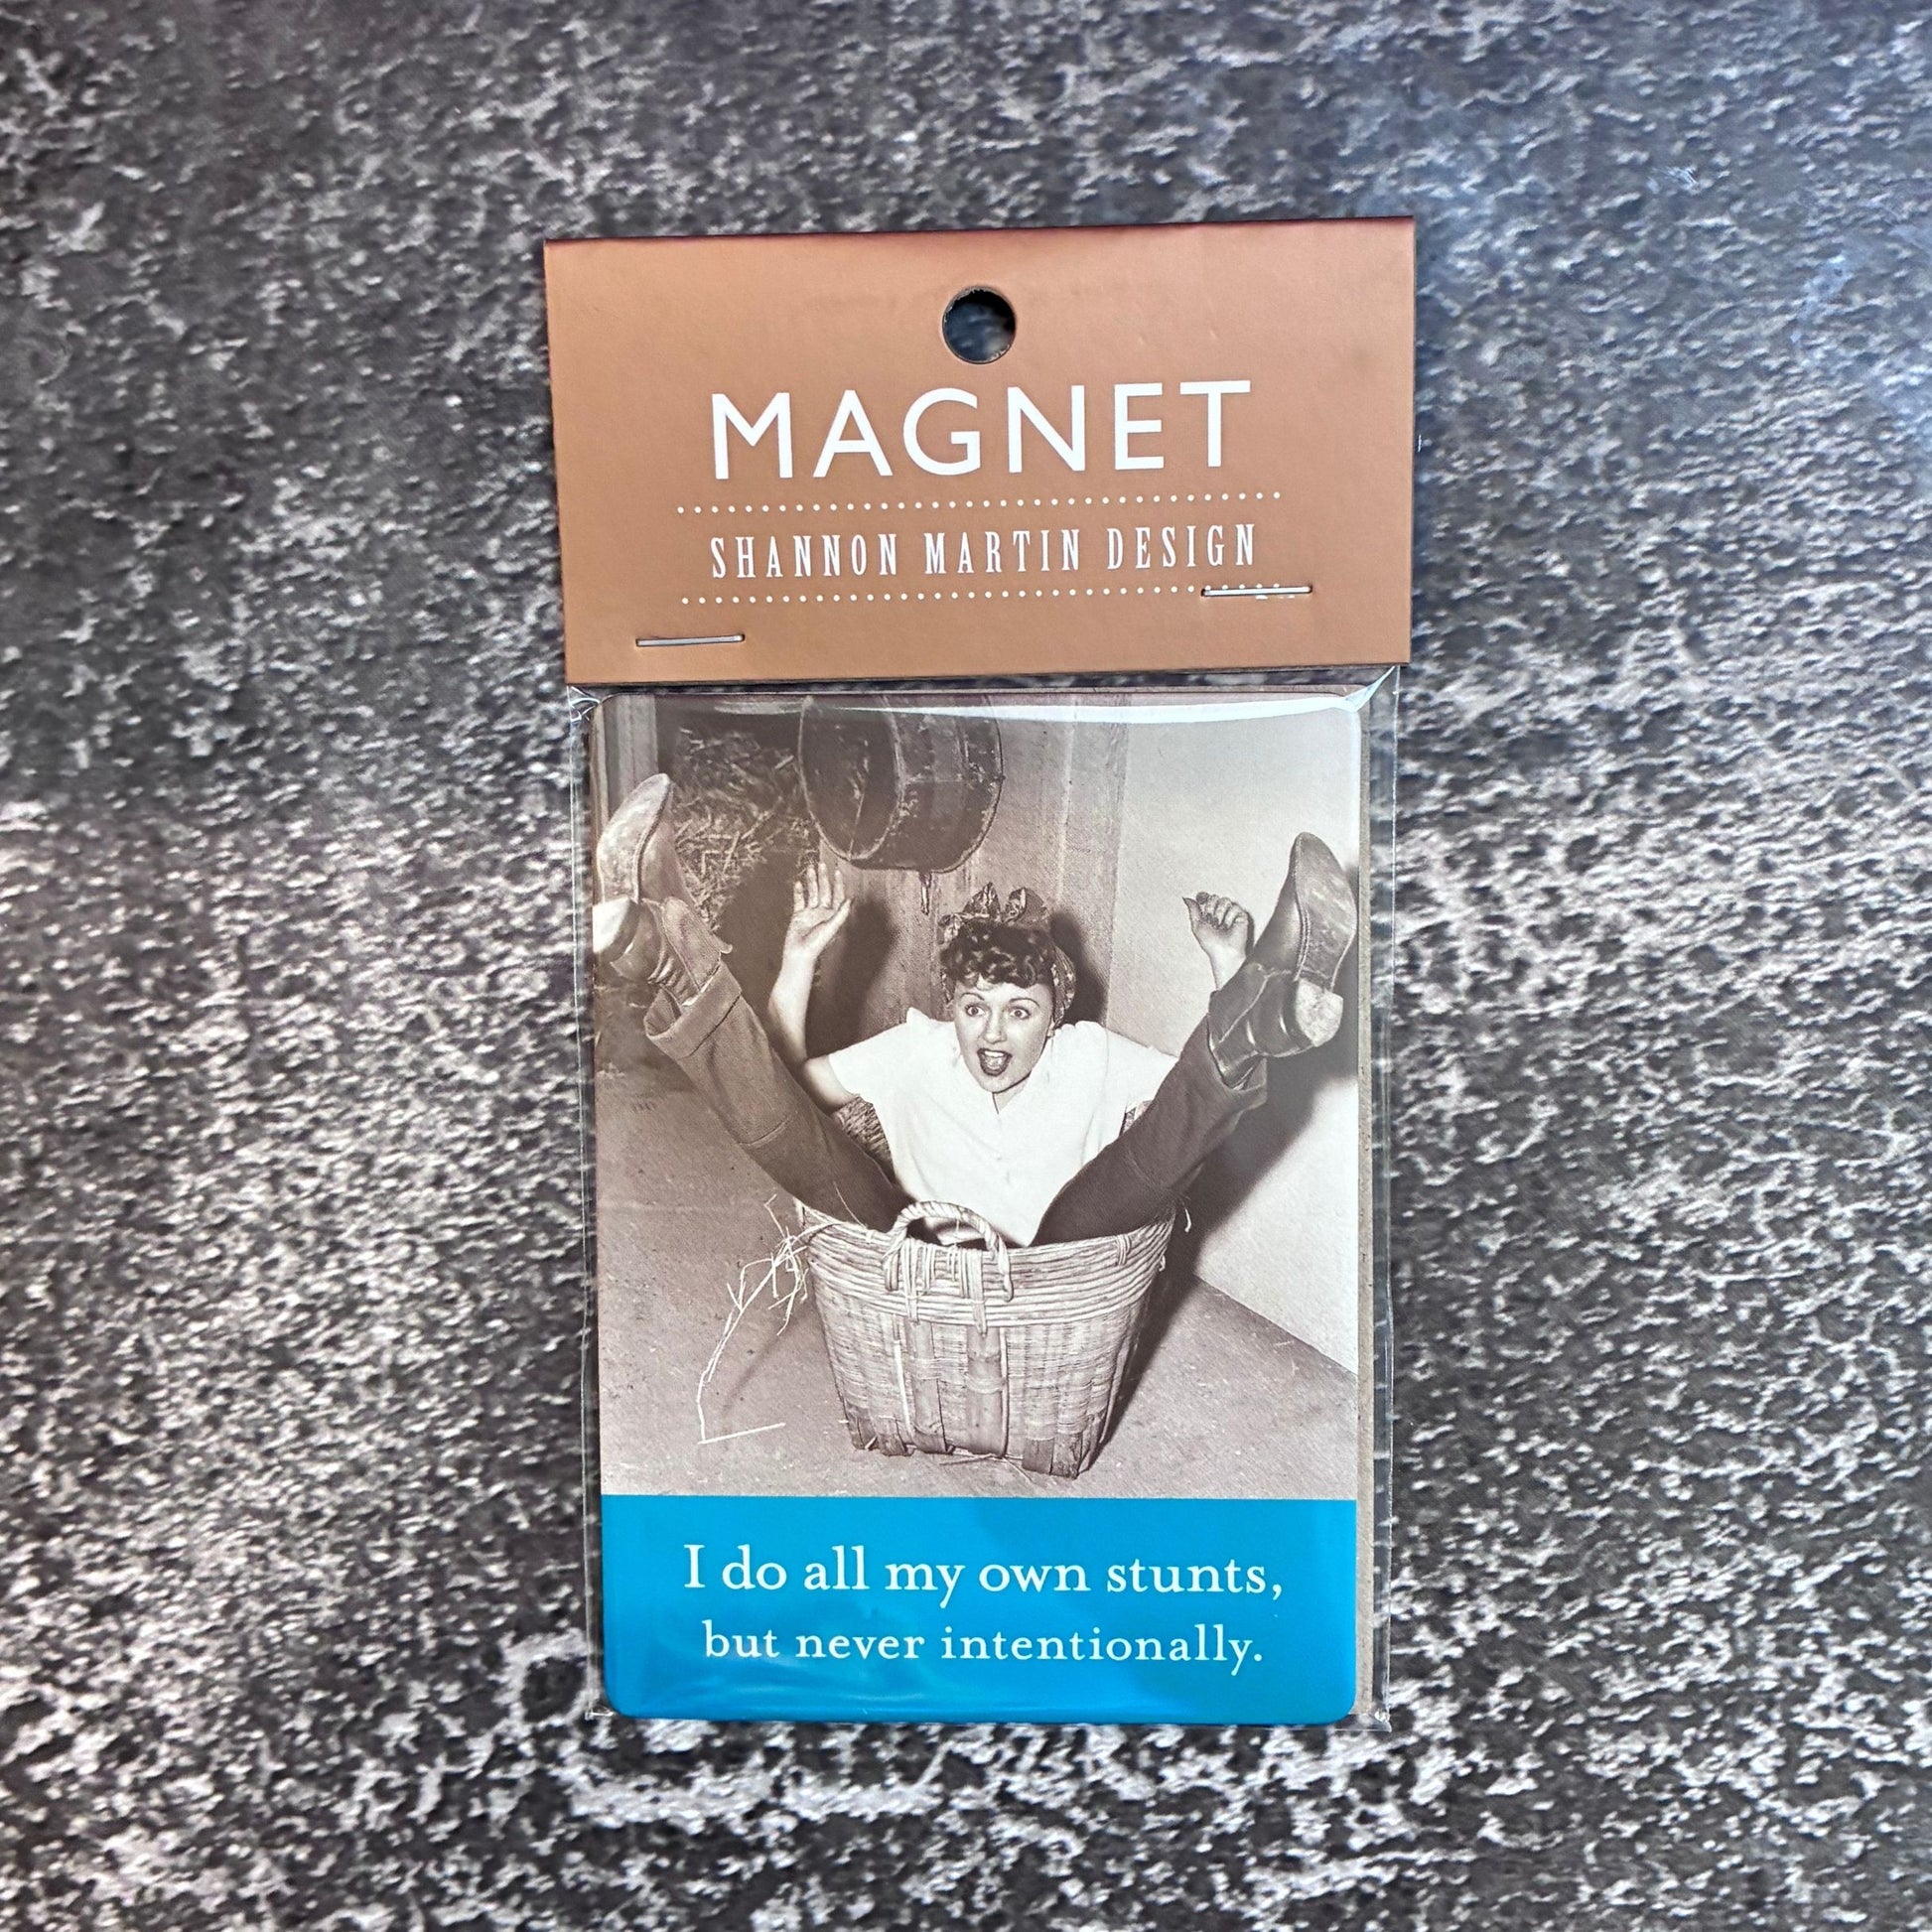 MAGNET
SHANNON MARTIN DESIGN
I do all my own stunts,
but never intentionally.